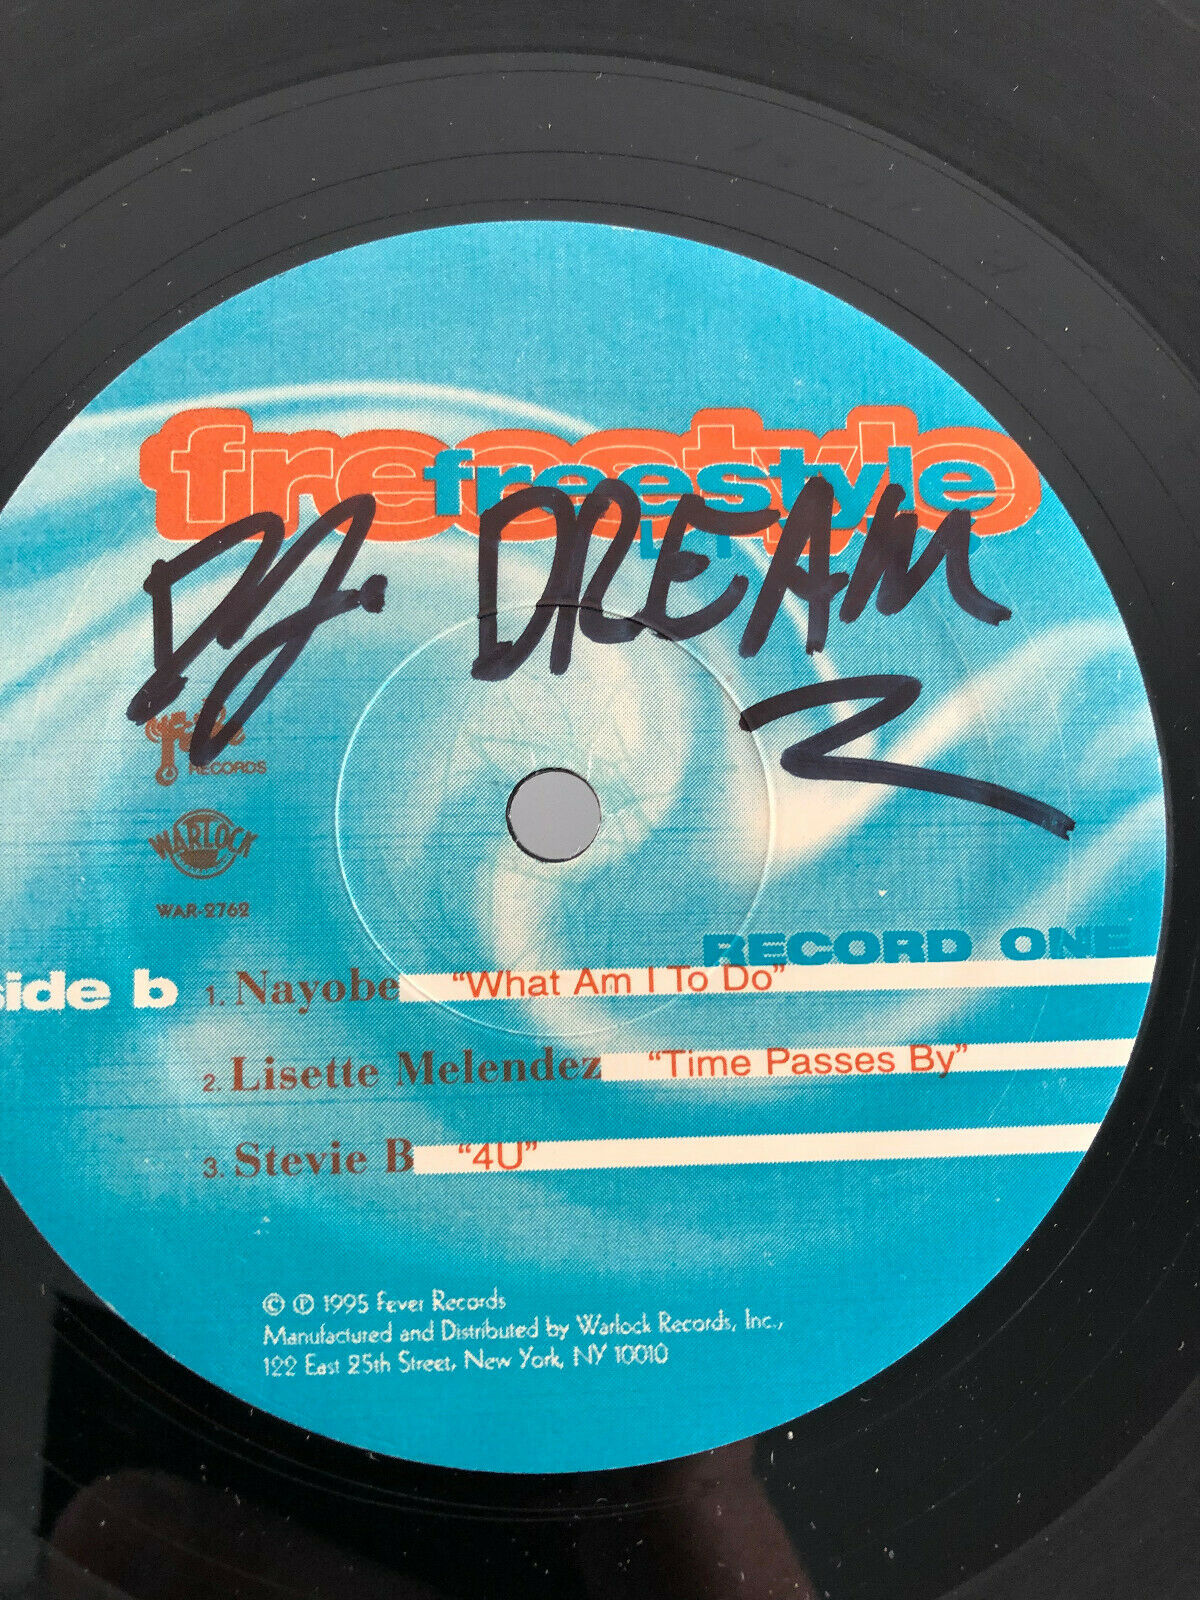 freestyle
freestyle
DJ. DREAM
RECORDS
WARLOCK
WAR-2762
RECORD ONE
side b
1. Nayobe "What Am I To Do"
2. Lisette Melendez "Time Passes By"
3. Stevie B "4U"
© ℗ 1995 Fever Records
Manufactured and Distributed by Warlock Records, Inc.,
122 East 25th Street, New York, NY 10010